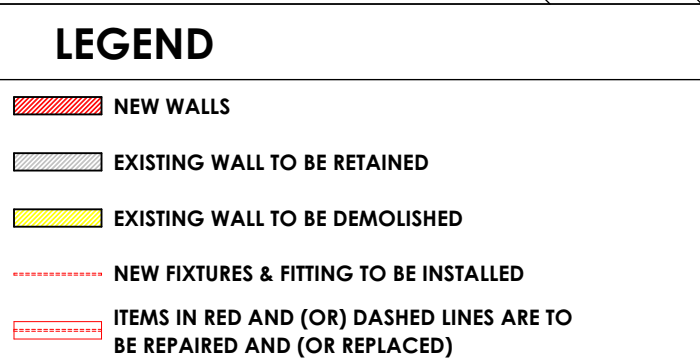 LEGEND
NEW WALLS
EXISTING WALL TO BE RETAINED
EXISTING WALL TO BE DEMOLISHED
NEW FIXTURES & FITTING TO BE INSTALLED
ITEMS IN RED AND (OR) DASHED LINES ARE TO
BE REPAIRED AND (OR REPLACED)